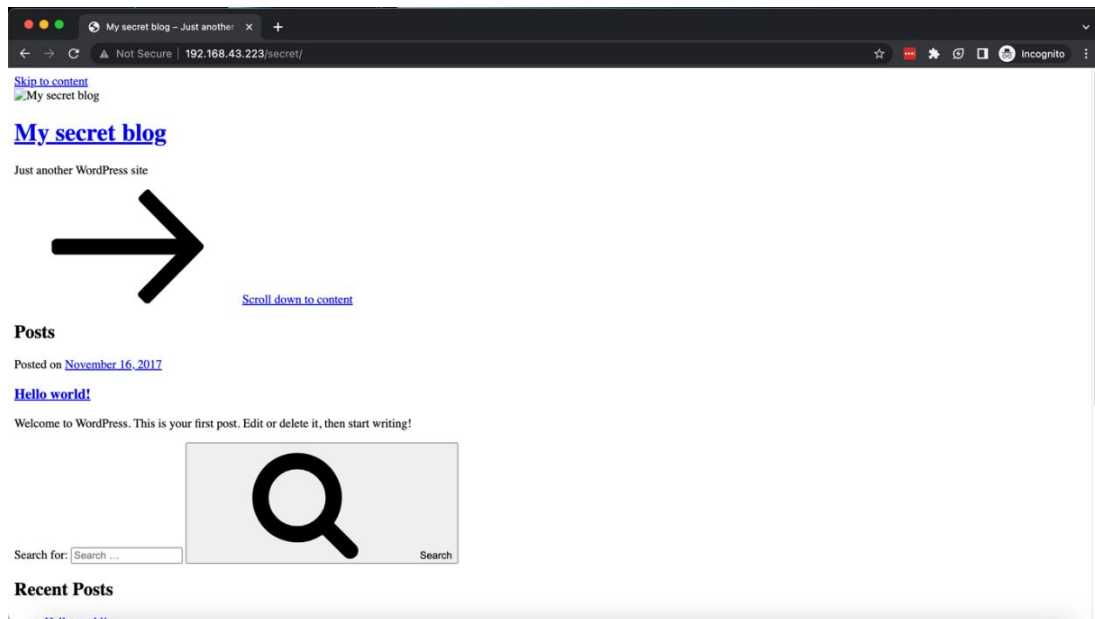 My secret blog – Just another
Not Secure | 192.168.43.223/secret/
Incognito
Skip to content
My secret blog
My secret blog
Just another WordPress site
Scroll down to content
Posts
Posted on November 16, 2017
Hello world!
Welcome to WordPress. This is your first post. Edit or delete it, then start writing!
Search for: Search ... Search
Recent Posts